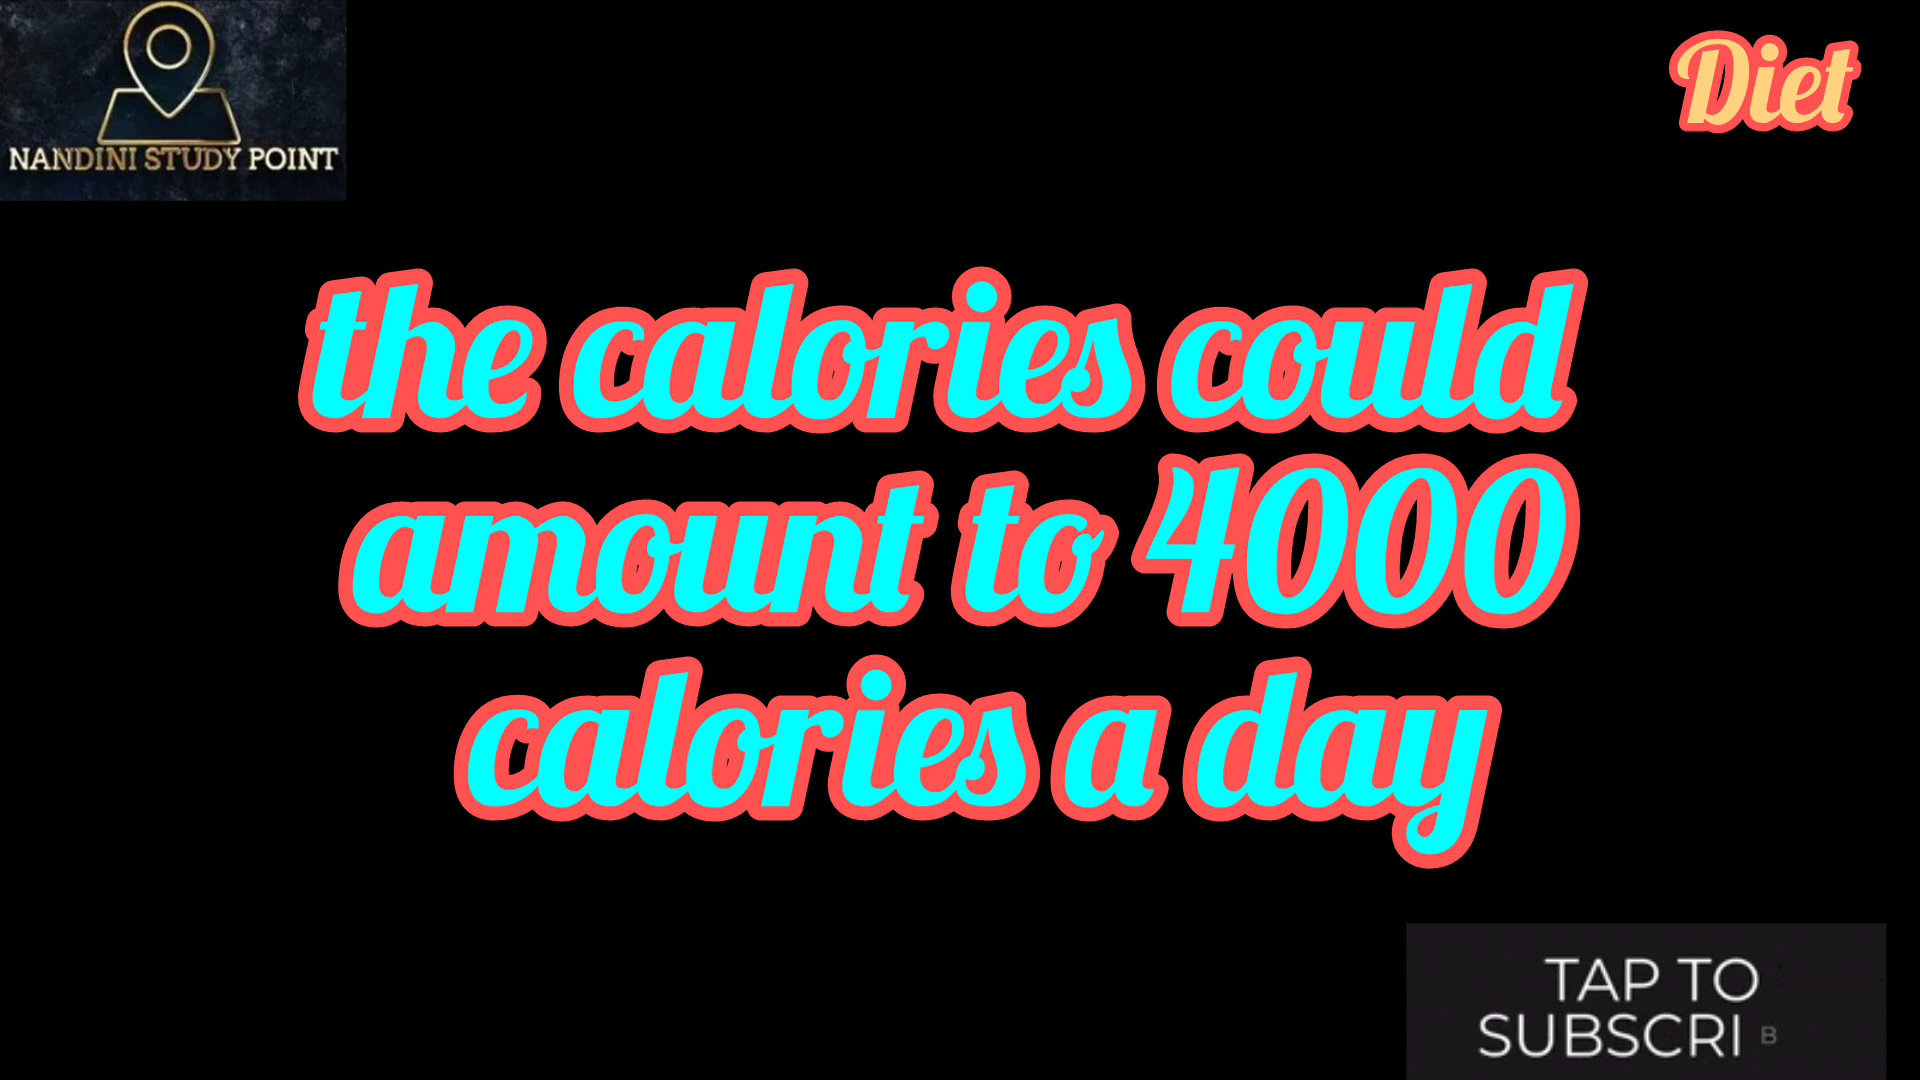 NANDINI STUDY POINT
Diet
the calories could
amount to 4000
calories a day
TAP TO
SUBSCRI B